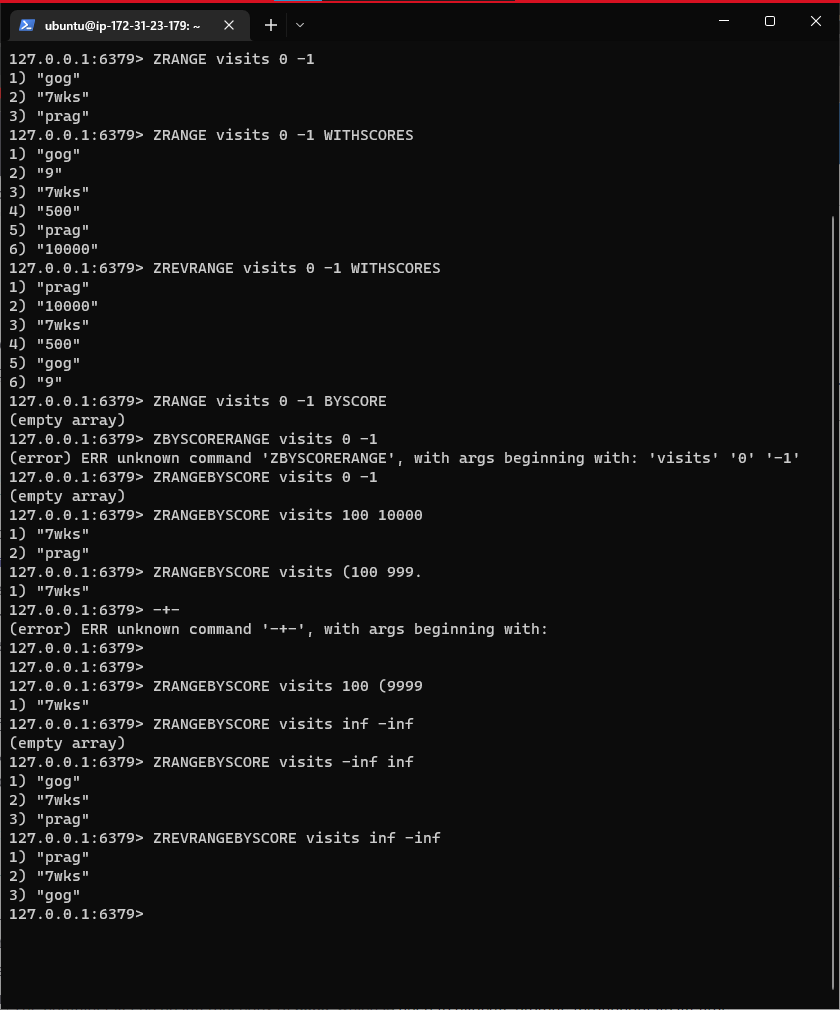 ubuntu@ip-172-31-23-179: ~
127.0.0.1:6379> ZRANGE visits 0 -1
1) "gog"
2) "7wks"
3) "prag"
127.0.0.1:6379> ZRANGE visits 0 -1 WITHSCORES
1) "gog"
2) "9"
3) "7wks"
4) "500"
5) "prag"
6) "10000"
127.0.0.1:6379> ZREVRANGE visits 0 -1 WITHSCORES
1) "prag"
2) "10000"
3) "7wks"
4) "500"
5) "gog"
6) "9"
127.0.0.1:6379> ZRANGE visits 0 -1 BYSCORE
(empty array)
127.0.0.1:6379> ZBYSCORERANGE visits 0 -1
(error) ERR unknown command 'ZBYSCORERANGE', with args beginning with: 'visits' '0' '-1'
127.0.0.1:6379> ZRANGEBYSCORE visits 0 -1
(empty array)
127.0.0.1:6379> ZRANGEBYSCORE visits 100 10000
1) "7wks"
2) "prag"
127.0.0.1:6379> ZRANGEBYSCORE visits (100 999.
1) "7wks"
127.0.0.1:6379> -+-
(error) ERR unknown command '-+-', with args beginning with:
127.0.0.1:6379>
127.0.0.1:6379>
127.0.0.1:6379> ZRANGEBYSCORE visits 100 (9999
1) "7wks"
127.0.0.1:6379> ZRANGEBYSCORE visits inf -inf
(empty array)
127.0.0.1:6379> ZRANGEBYSCORE visits -inf inf
1) "gog"
2) "7wks"
3) "prag"
127.0.0.1:6379> ZREVRANGEBYSCORE visits inf -inf
1) "prag"
2) "7wks"
3) "gog"
127.0.0.1:6379>